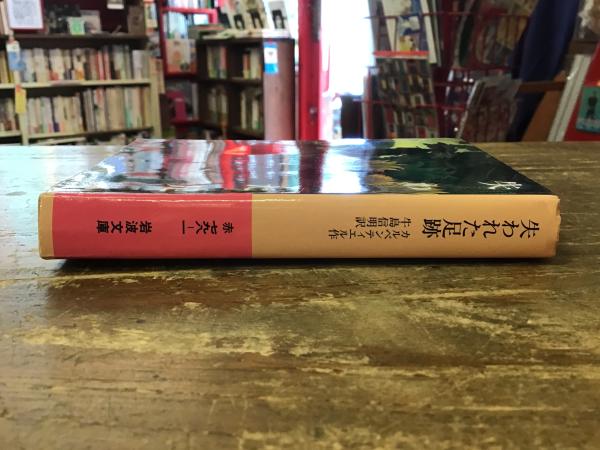 失われた足跡
カルペンティエル作
牛島信明訳
赤 七九八-一
岩波文庫